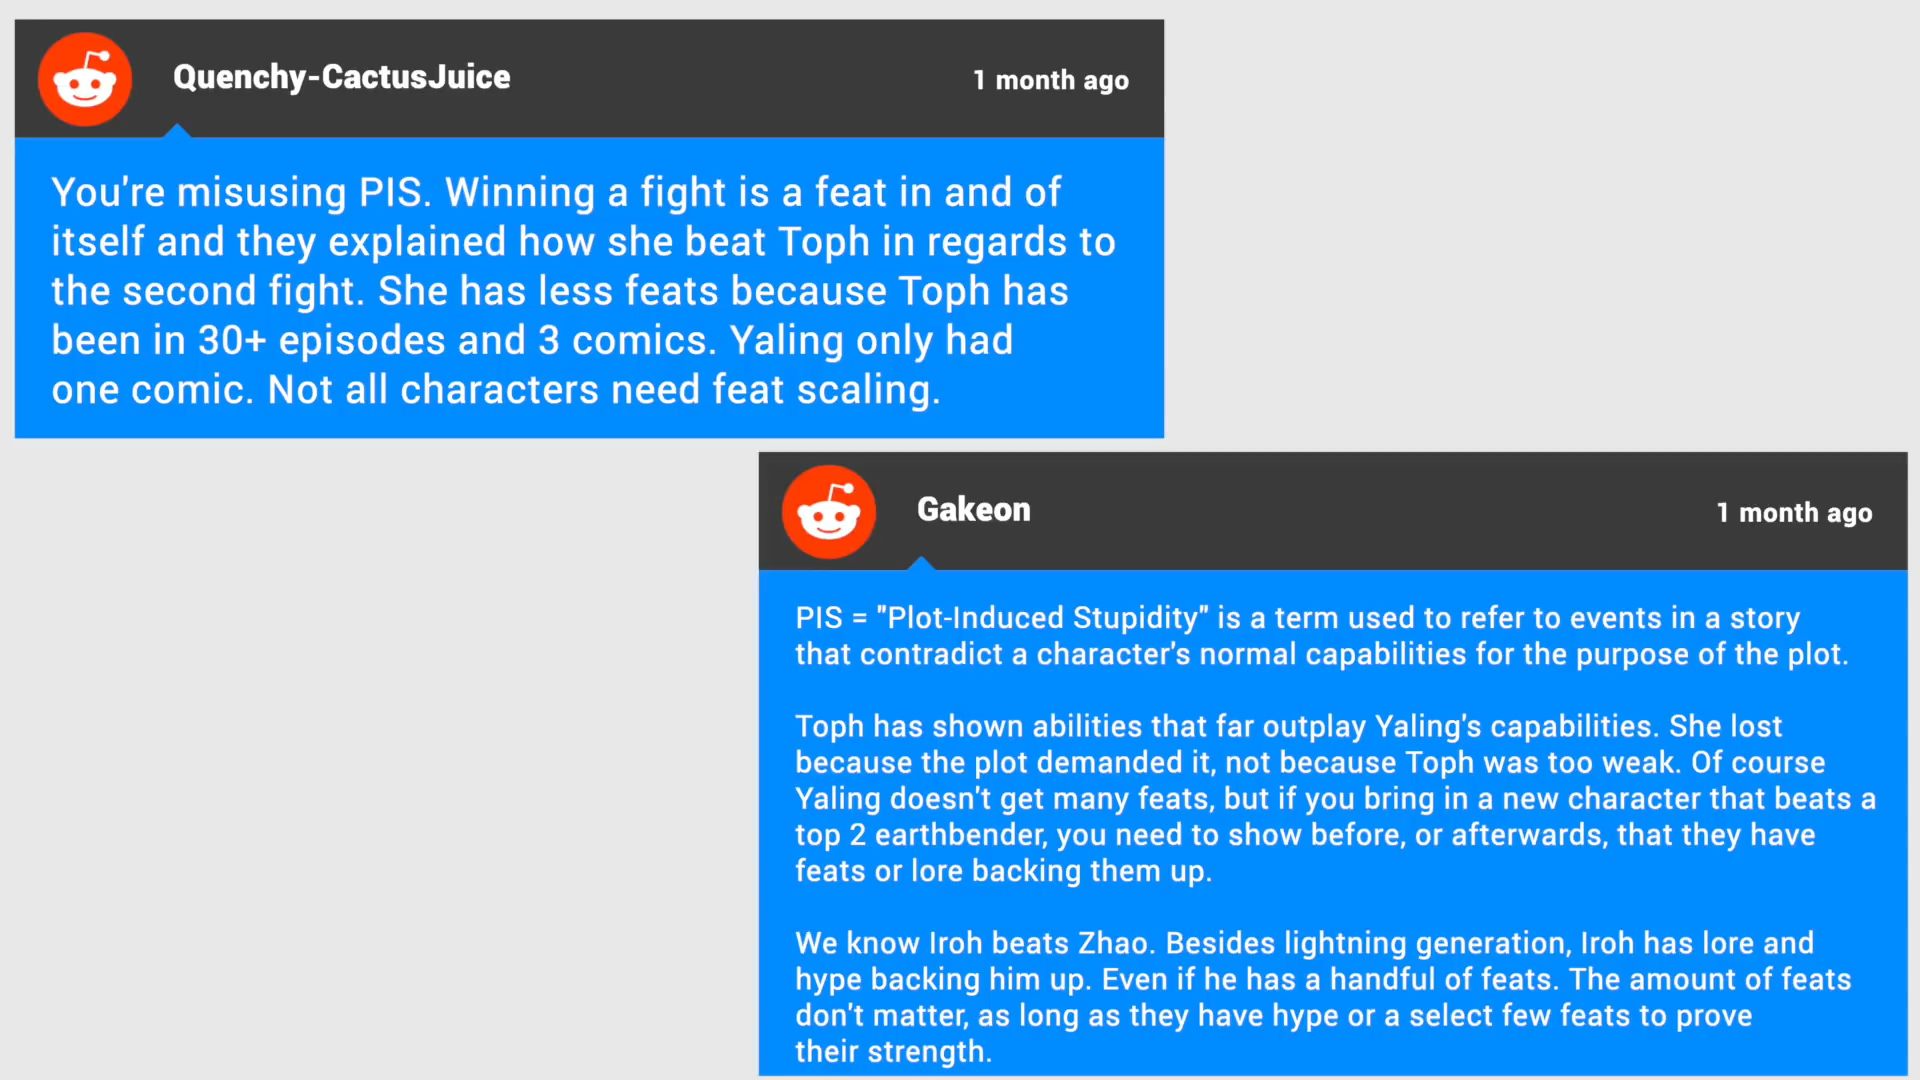 Quenchy-CactusJuice
1 month ago
You're misusing PIS. Winning a fight is a feat in and of
itself and they explained how she beat Toph in regards to
the second fight. She has less feats because Toph has
been in 30+ episodes and 3 comics. Yaling only had
one comic. Not all characters need feat scaling.
Gakeon
1 month ago
PIS = "Plot-Induced Stupidity" is a term used to refer to events in a story
that contradict a character's normal capabilities for the purpose of the plot.
Toph has shown abilities that far outplay Yaling's capabilities. She lost
because the plot demanded it, not because Toph was too weak. Of course
Yaling doesn't get many feats, but if you bring in a new character that beats a
top 2 earthbender, you need to show before, or afterwards, that they have
feats or lore backing them up.
We know Iroh beats Zhao. Besides lightning generation, Iroh has lore and
hype backing him up. Even if he has a handful of feats. The amount of feats
don't matter, as long as they have hype or a select few feats to prove
their strength.